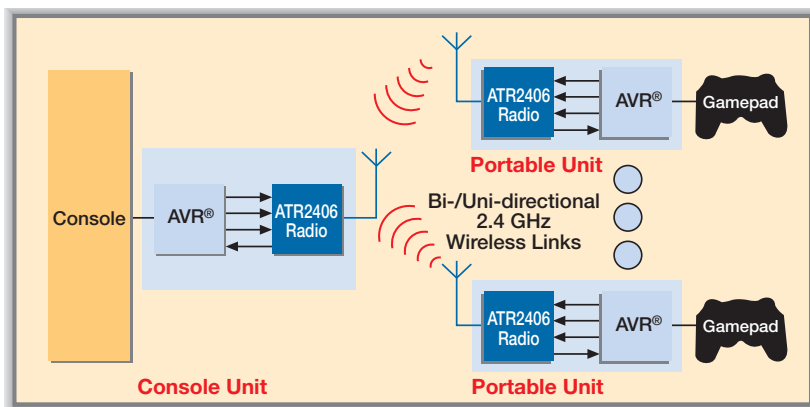 ATR2406
Radio
AVR®
Gamepad
Portable Unit
Console
AVR®
ATR2406
Radio
Bi-/Uni-directional
2.4 GHz
Wireless Links
ATR2406
Radio
AVR®
Gamepad
Console Unit
Portable Unit